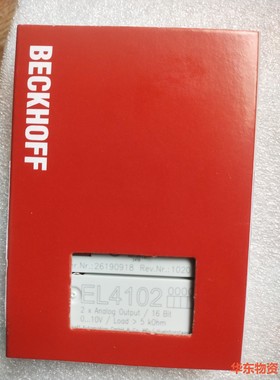 BECKHOFF
r Nr.:26190918 Rev.Nr.:1020
EL4102
2 x Analog Output / 16 Bit
0...10V / Load > 5 kOhm
华东物资